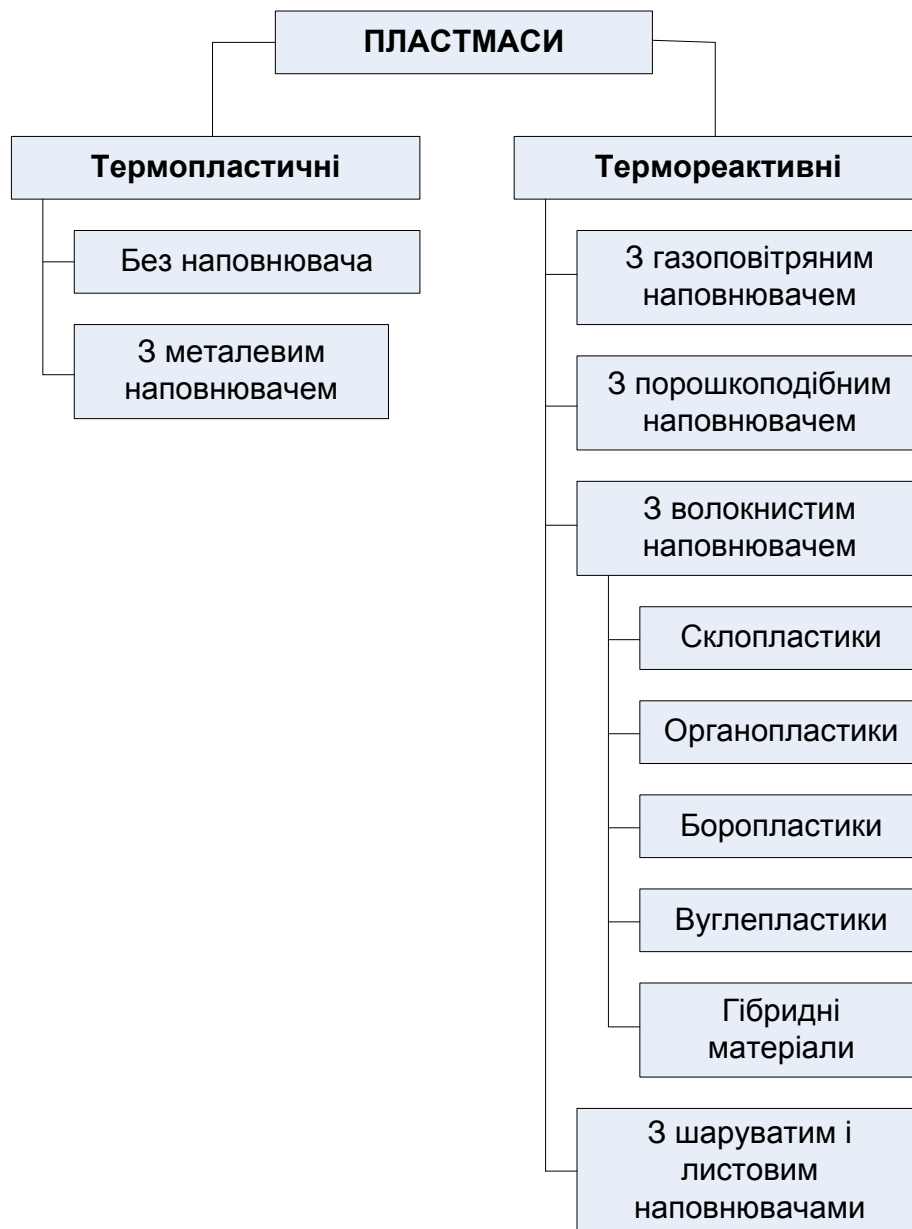 ПЛАСТМАСИ
Термопластичні
Без наповнювача
З металевим
наповнювачем
Термореактивні
З газоповітряним
наповнювачем
З порошкоподібним
наповнювачем
З волокнистим
наповнювачем
Склопластики
Органопластики
Боропластики
Вуглепластики
Гібридні
матеріали
З шаруватим і
листовим
наповнювачами